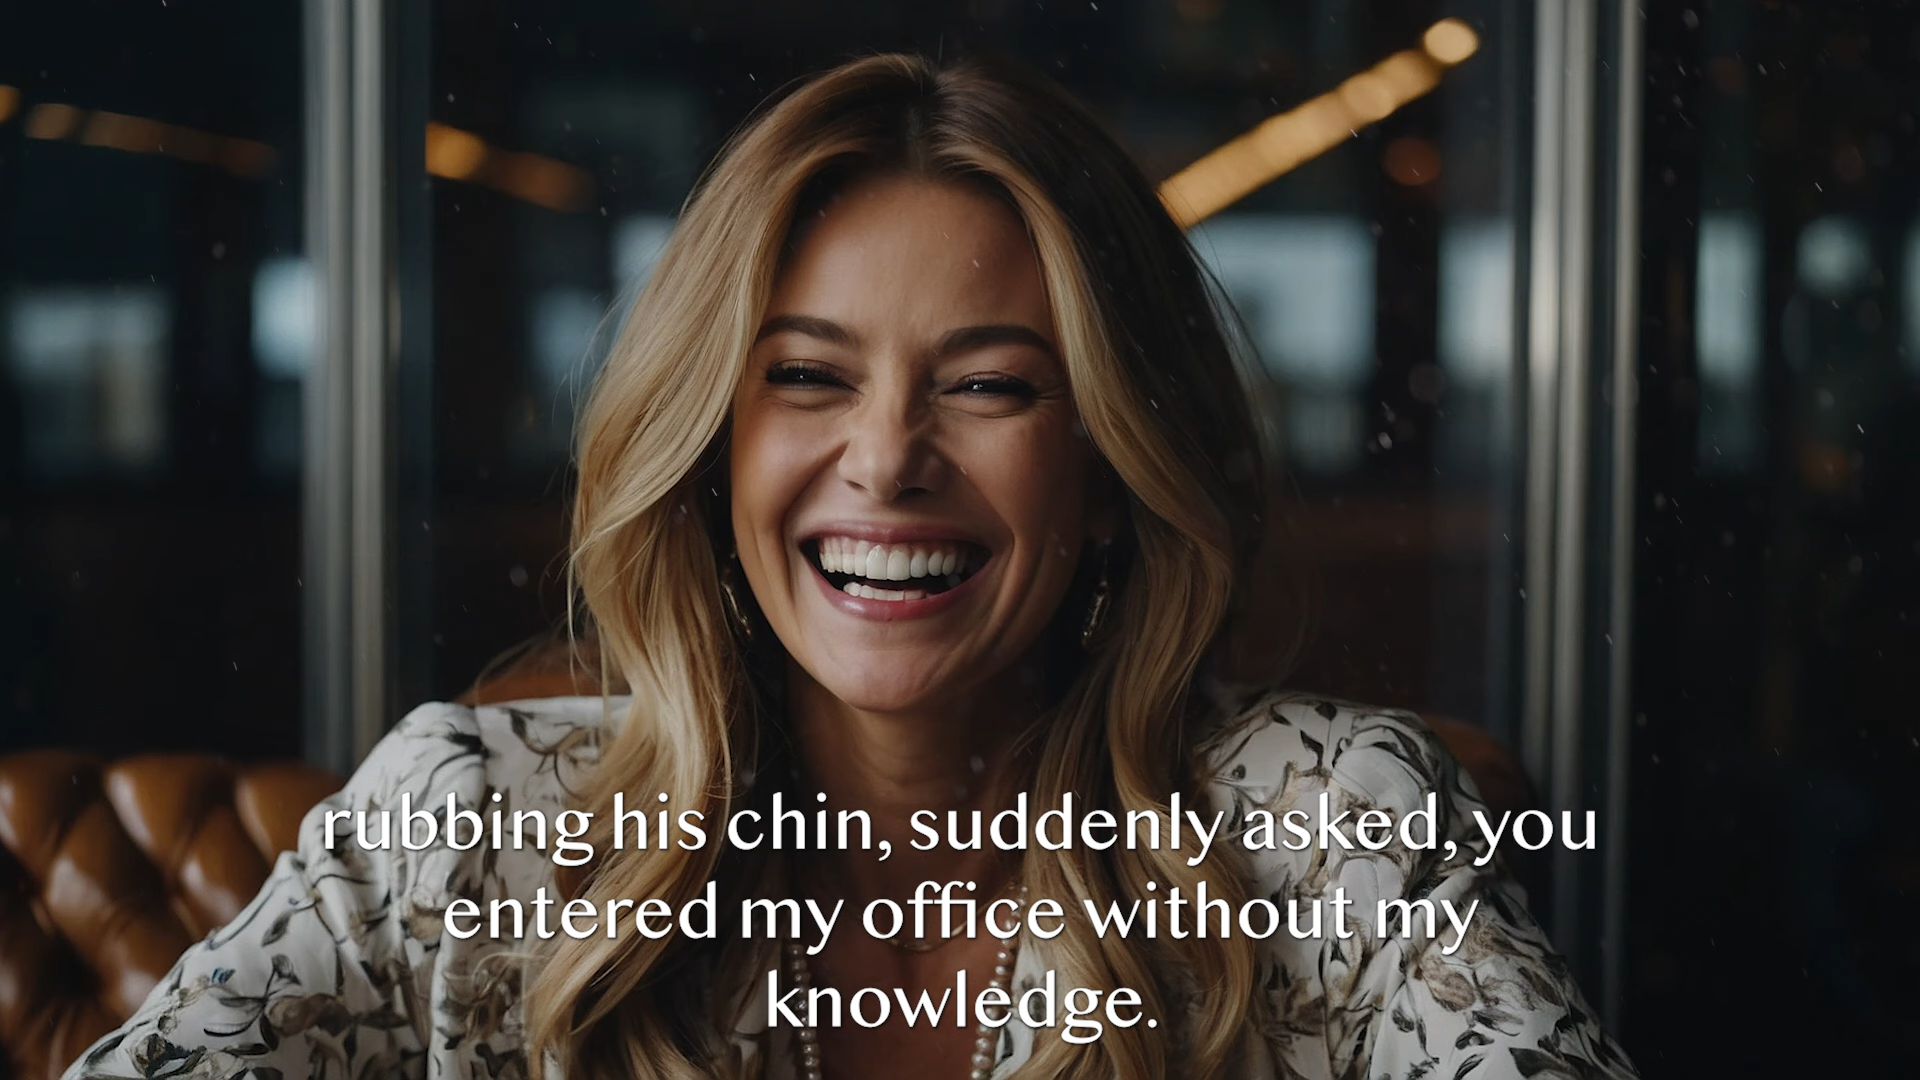 rubbing his chin, suddenly asked, you
entered my office without my
knowledge.